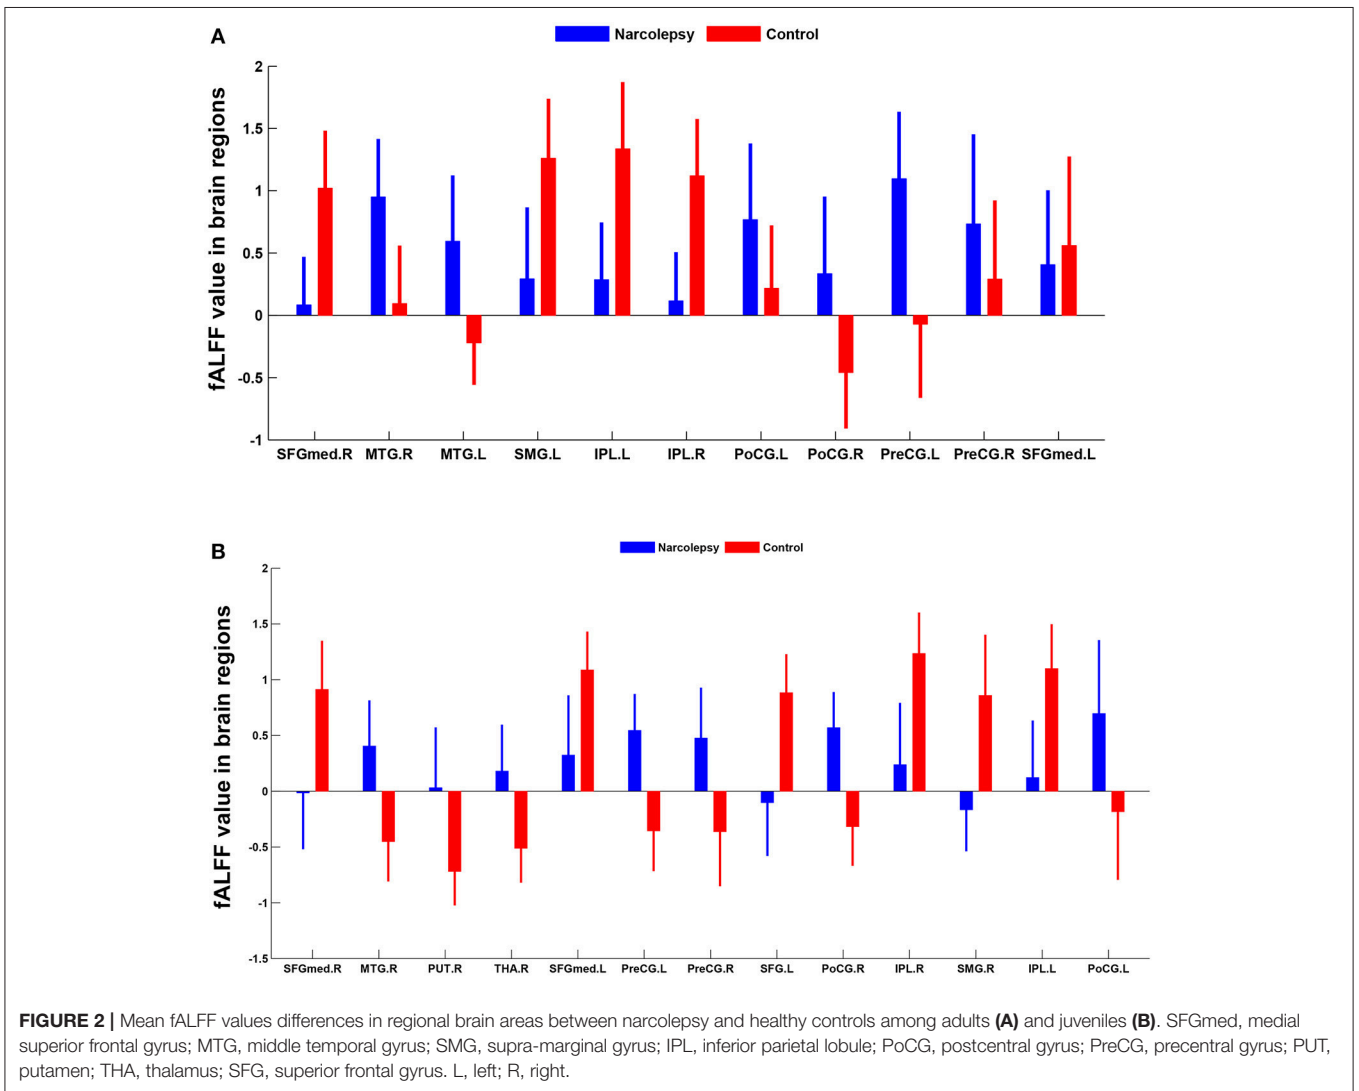 A
Narcolepsy Control
fALFF value in brain regions
2
1.5
1
0.5
0
-0.5
-1
SFGmed.R MTG.R MTG.L SMG.L IPL.L IPL.R PoCG.L PoCG.R PreCG.L PreCG.R SFGmed.L
B
Narcolepsy Control
fALFF value in brain regions
2
1.5
1
0.5
0
-0.5
-1
-1.5
SFGmed.R MTG.R PUT.R THA.R SFGmed.L PreCG.L PreCG.R SFG.L PoCG.R IPL.R SMG.R IPL.L PoCG.L
FIGURE 2 | Mean fALFF values differences in regional brain areas between narcolepsy and healthy controls among adults (A) and juveniles (B). SFGmed, medial
superior frontal gyrus; MTG, middle temporal gyrus; SMG, supra-marginal gyrus; IPL, inferior parietal lobule; PoCG, postcentral gyrus; PreCG, precentral gyrus; PUT,
putamen; THA, thalamus; SFG, superior frontal gyrus. L, left; R, right.